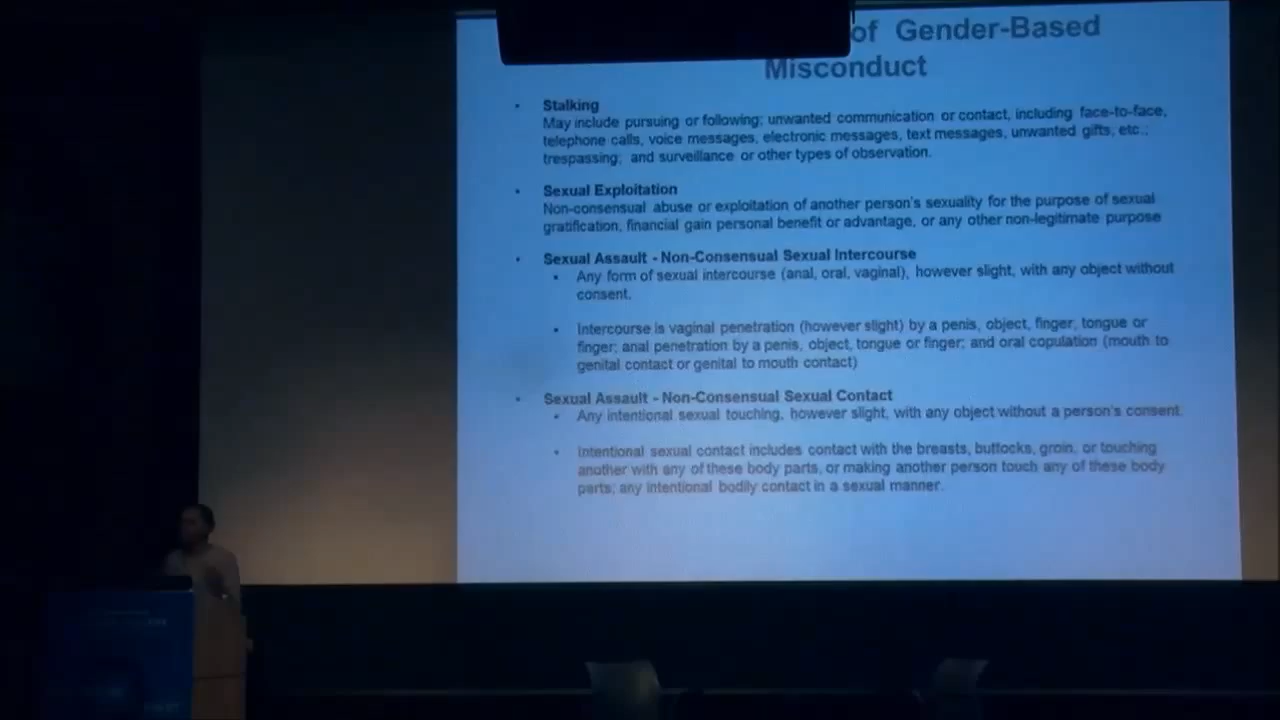 of Gender-Based
Misconduct
• Stalking
May include pursuing or following; unwanted communication or contact, including face-to-face,
telephone calls, voice messages, electronic messages, text messages, unwanted gifts, etc.;
trespassing; and surveillance or other types of observation.
• Sexual Exploitation
Non-consensual abuse or exploitation of another person's sexuality for the purpose of sexual
gratification, financial gain personal benefit or advantage, or any other non-legitimate purpose
• Sexual Assault - Non-Consensual Sexual Intercourse
• Any form of sexual intercourse (anal, oral, vaginal), however slight, with any object without
consent.
• Intercourse is vaginal penetration (however slight) by a penis, object, finger, tongue or
finger; anal penetration by a penis, object, tongue or finger; and oral copulation (mouth to
genital contact or genital to mouth contact)
• Sexual Assault - Non-Consensual Sexual Contact
• Any intentional sexual touching, however slight, with any object without a person's consent.
• Intentional sexual contact includes contact with the breasts, buttocks, groin, or touching
another with any of these body parts, or making another person touch any of these body
parts; any intentional bodily contact in a sexual manner.